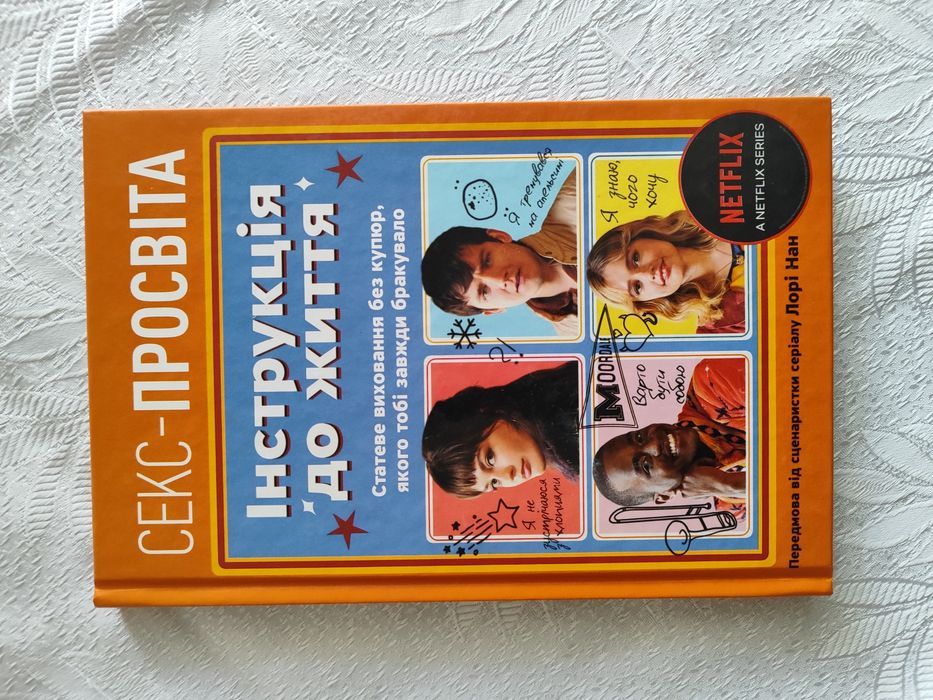 СЕКС-ПРОСВІТА
Інструкція
до життя
Статеве виховання без купюр,
якого тобі завжди бракувало
?!
Я не
зустрічаюся
з хлопцями
Я тренувався
на апельсині
MOORDALE
M
Варто
бути
собою
Я знаю,
чого
хочу
NETFLIX
A NETFLIX SERIES
Передмова від сценаристки серіалу Лорі Нан